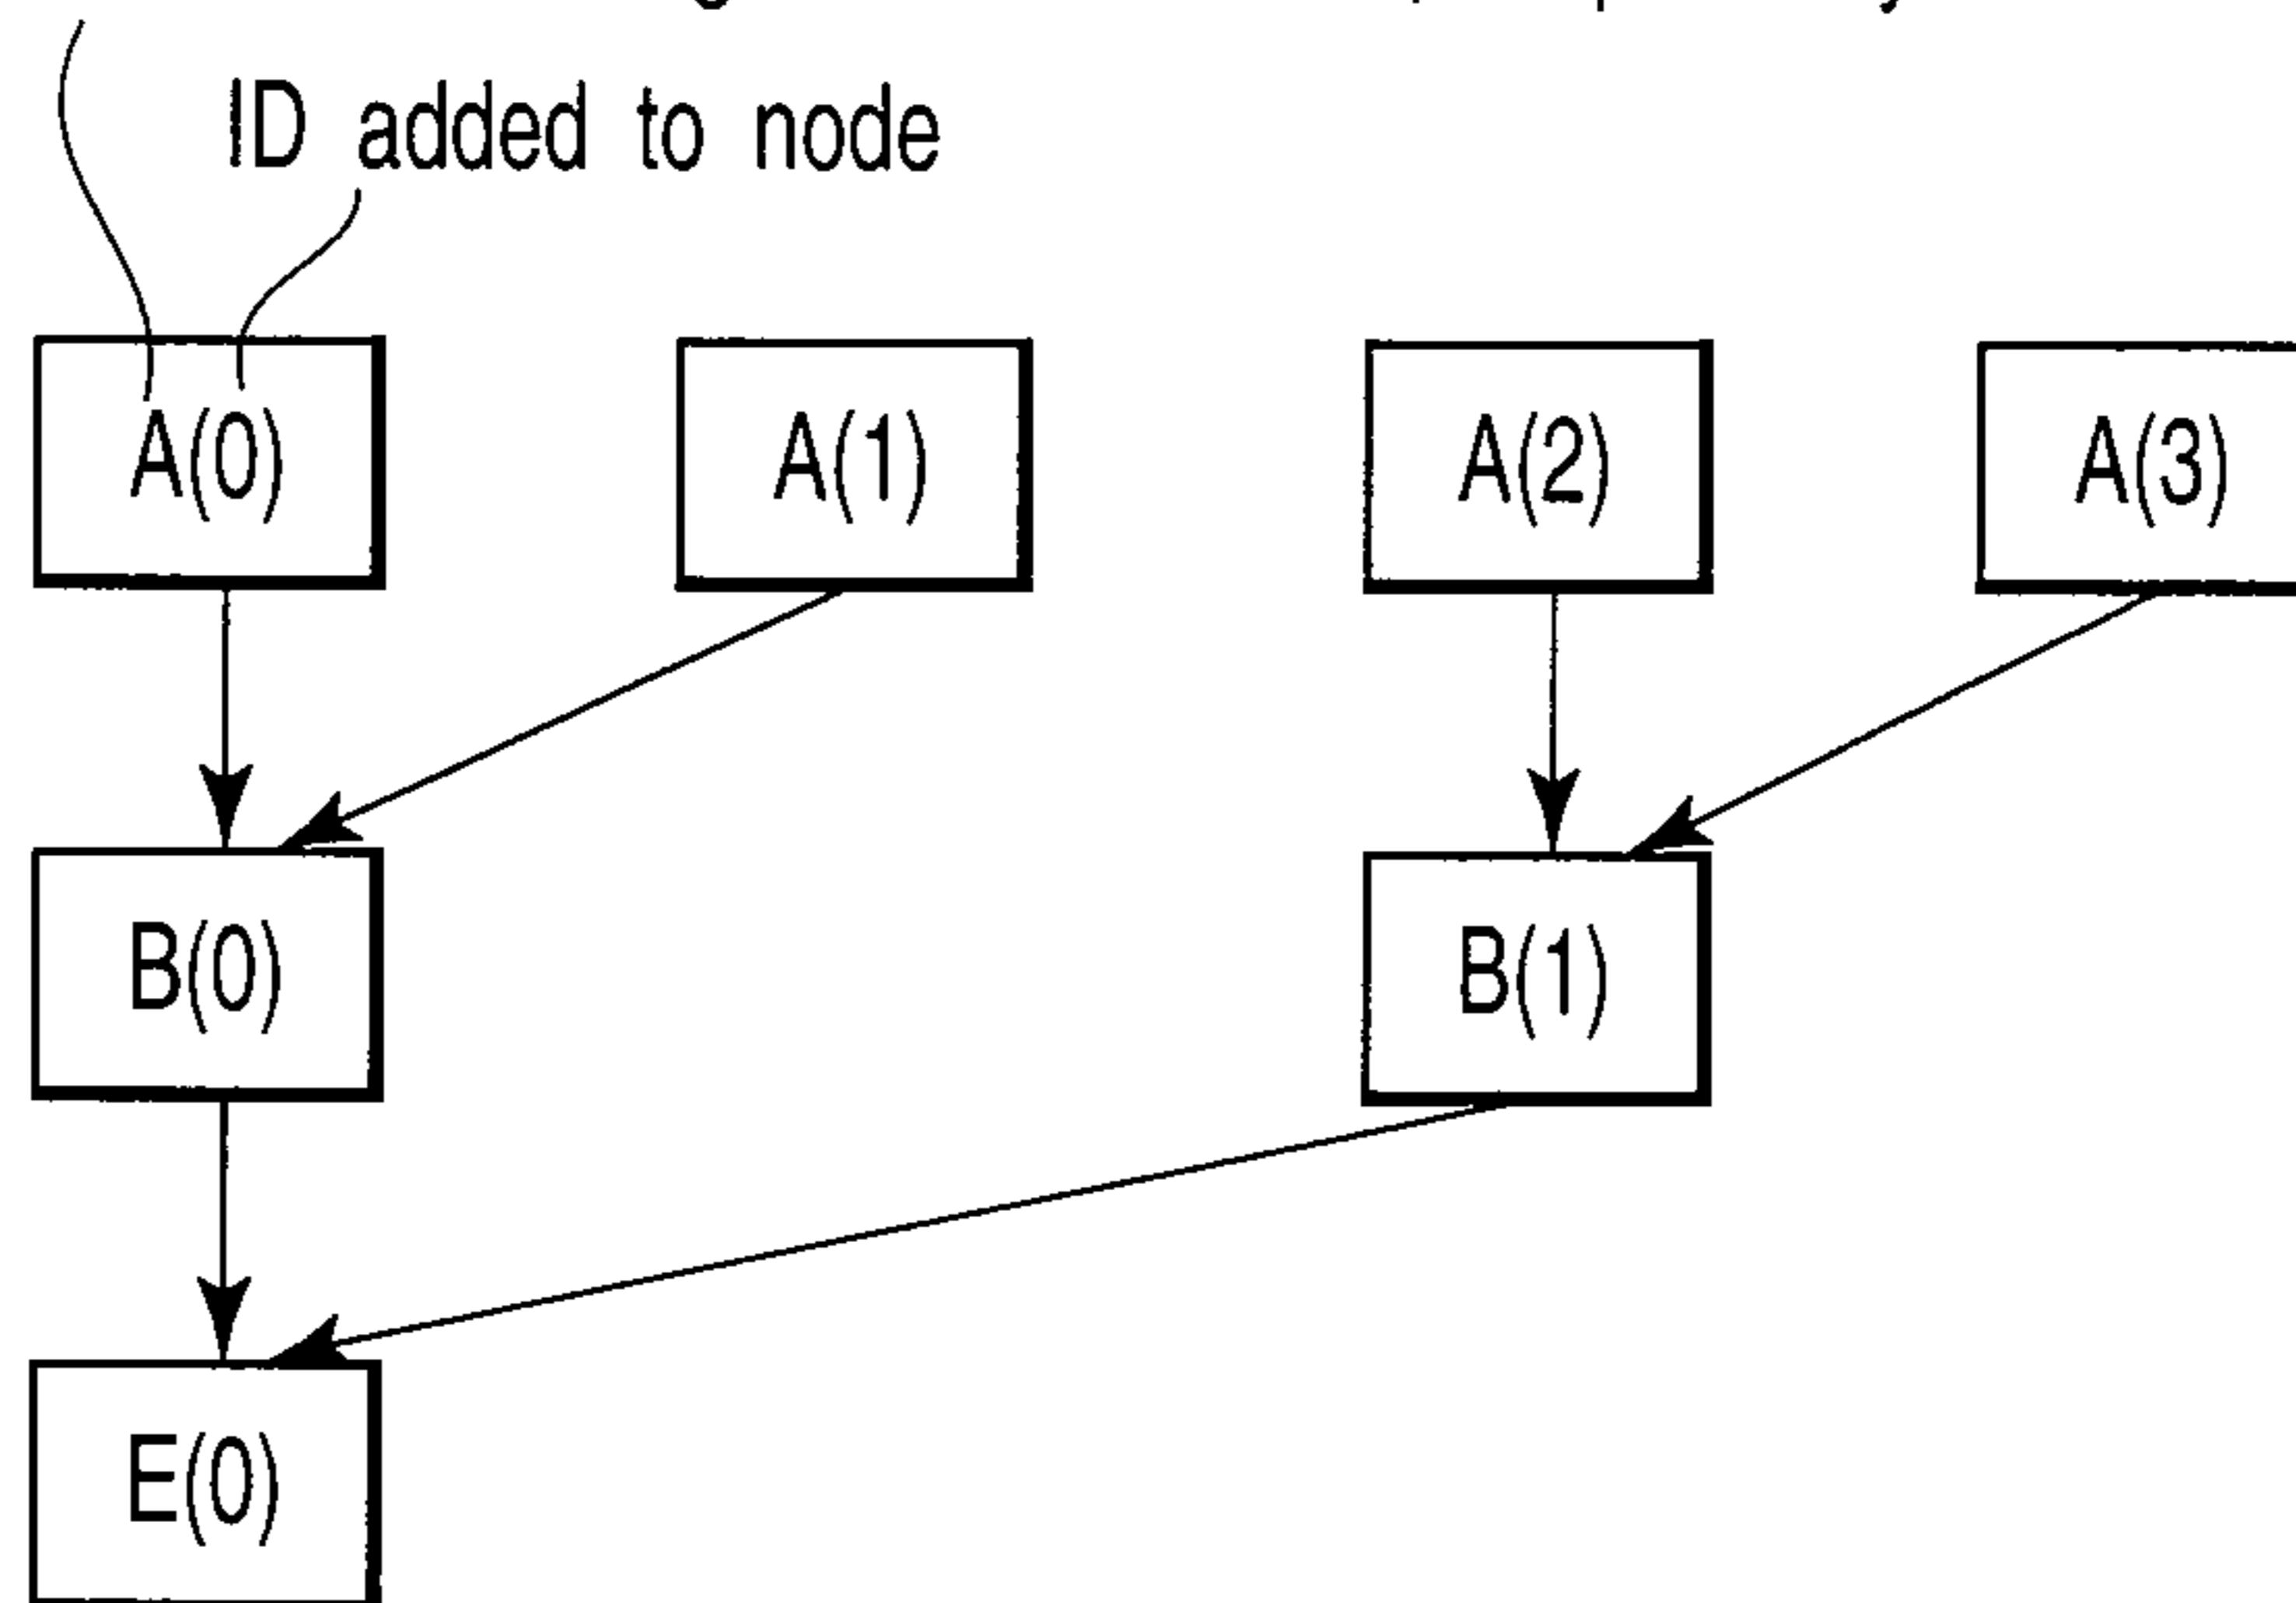 ID added to node
A(0) A(1) A(2) A(3)
B(0) B(1)
E(0)